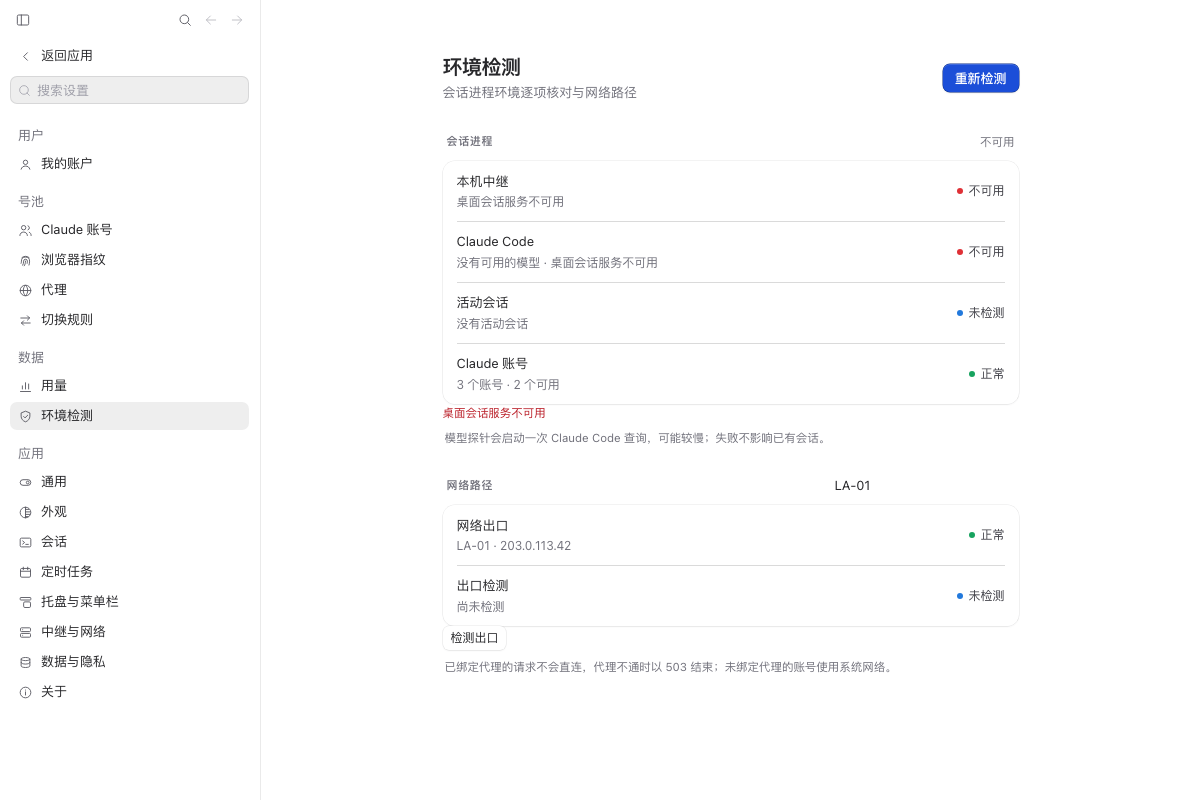 返回应用
搜索设置
用户
我的账户
号池
Claude 账号
浏览器指纹
代理
切换规则
数据
用量
环境检测
应用
通用
外观
会话
定时任务
托盘与菜单栏
中继与网络
数据与隐私
关于
环境检测
会话进程环境逐项核对与网络路径
重新检测
会话进程
不可用
本机中继
桌面会话服务不可用
不可用
Claude Code
没有可用的模型 · 桌面会话服务不可用
不可用
活动会话
没有活动会话
未检测
Claude 账号
3 个账号 · 2 个可用
正常
桌面会话服务不可用
模型探针会启动一次 Claude Code 查询，可能较慢；失败不影响已有会话。
网络路径
LA-01
网络出口
LA-01 · 203.0.113.42
正常
出口检测
尚未检测
未检测
检测出口
已绑定代理的请求不会直连，代理不通时以 503 结束；未绑定代理的账号使用系统网络。